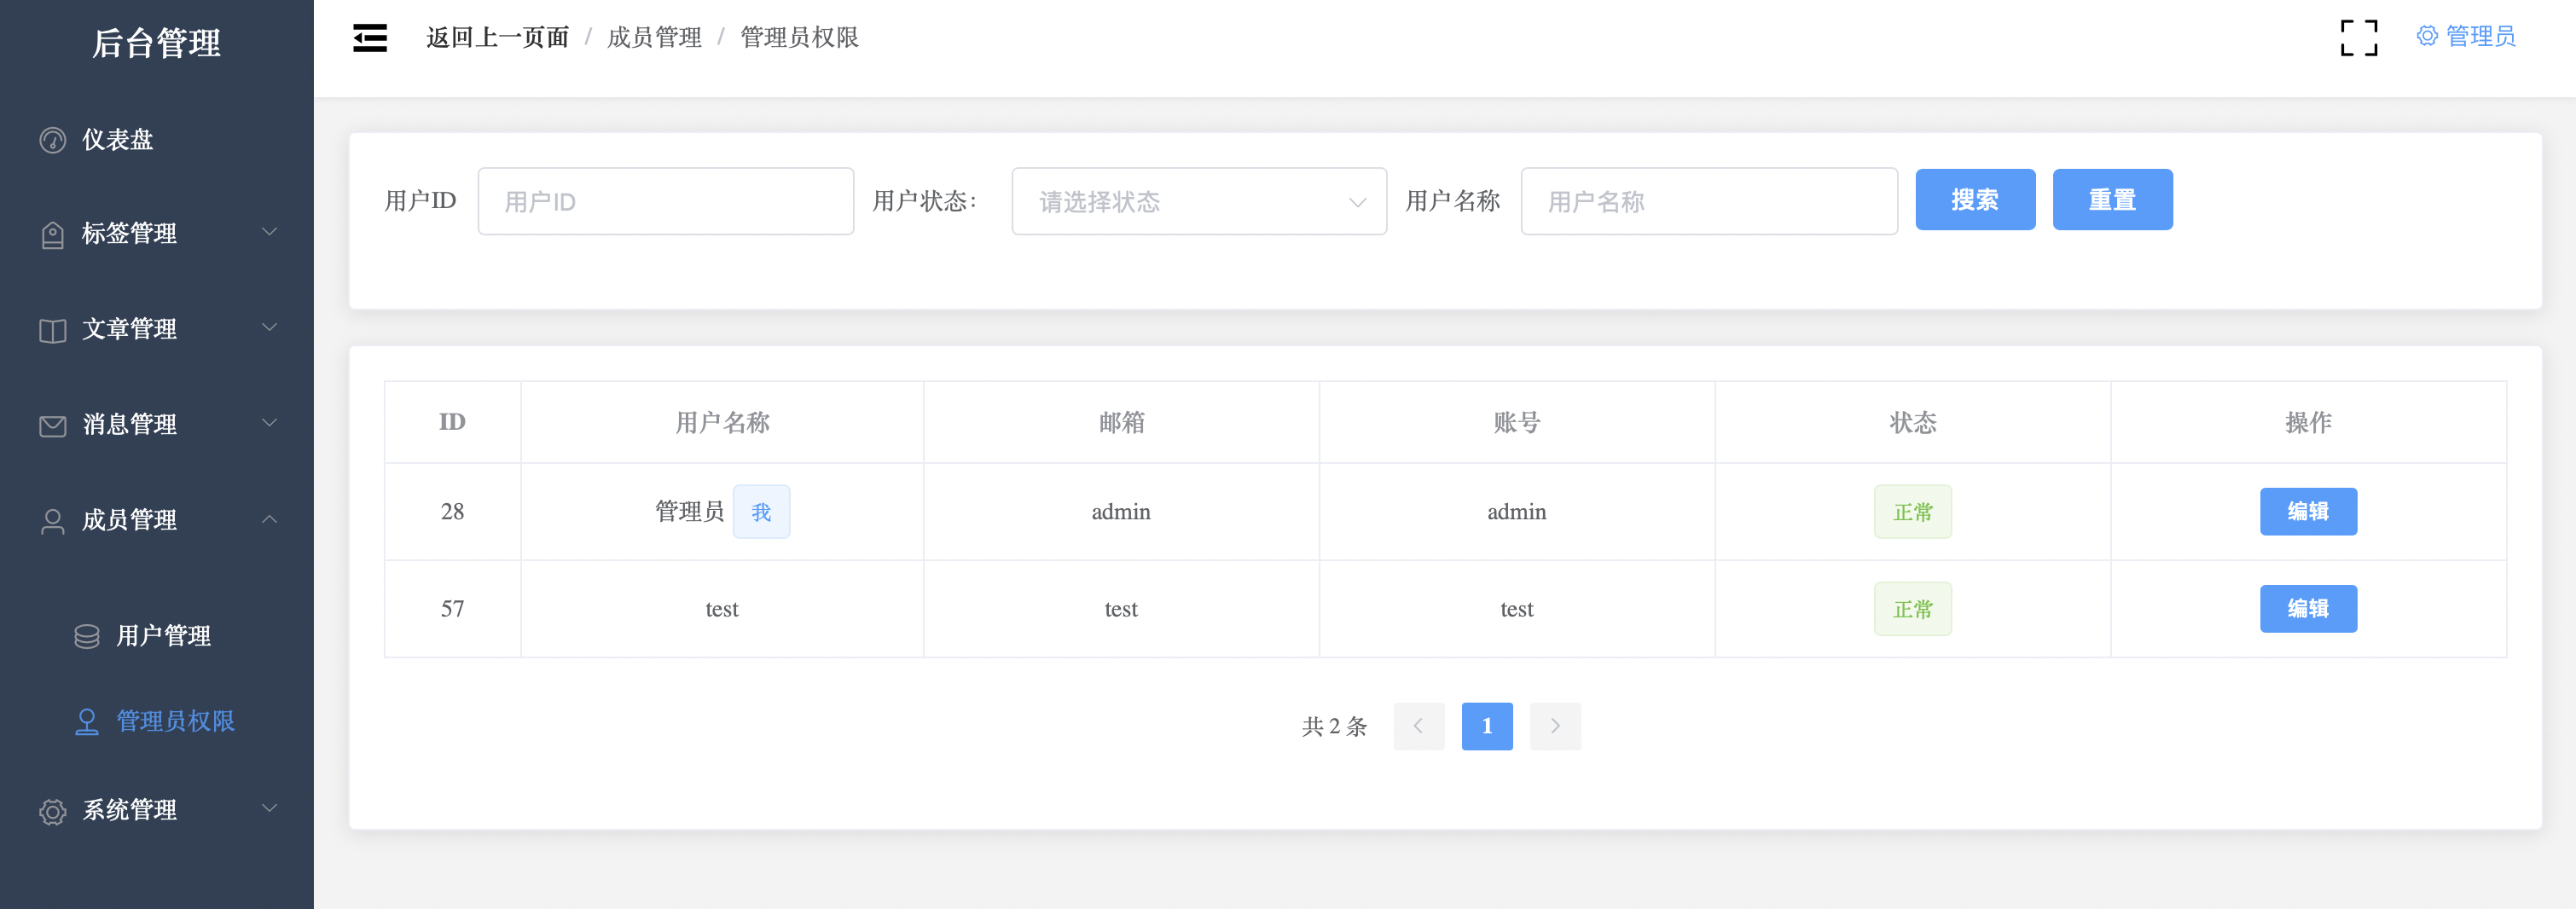 后台管理
仪表盘
标签管理
文章管理
消息管理
成员管理
用户管理
管理员权限
系统管理
返回上一页面 / 成员管理 / 管理员权限
管理员
用户ID 用户ID 用户状态: 请选择状态 用户名称 用户名称 搜索 重置
ID 用户名称 邮箱 账号 状态 操作
28 管理员 我 admin admin 正常 编辑
57 test test test 正常 编辑
共 2 条 1